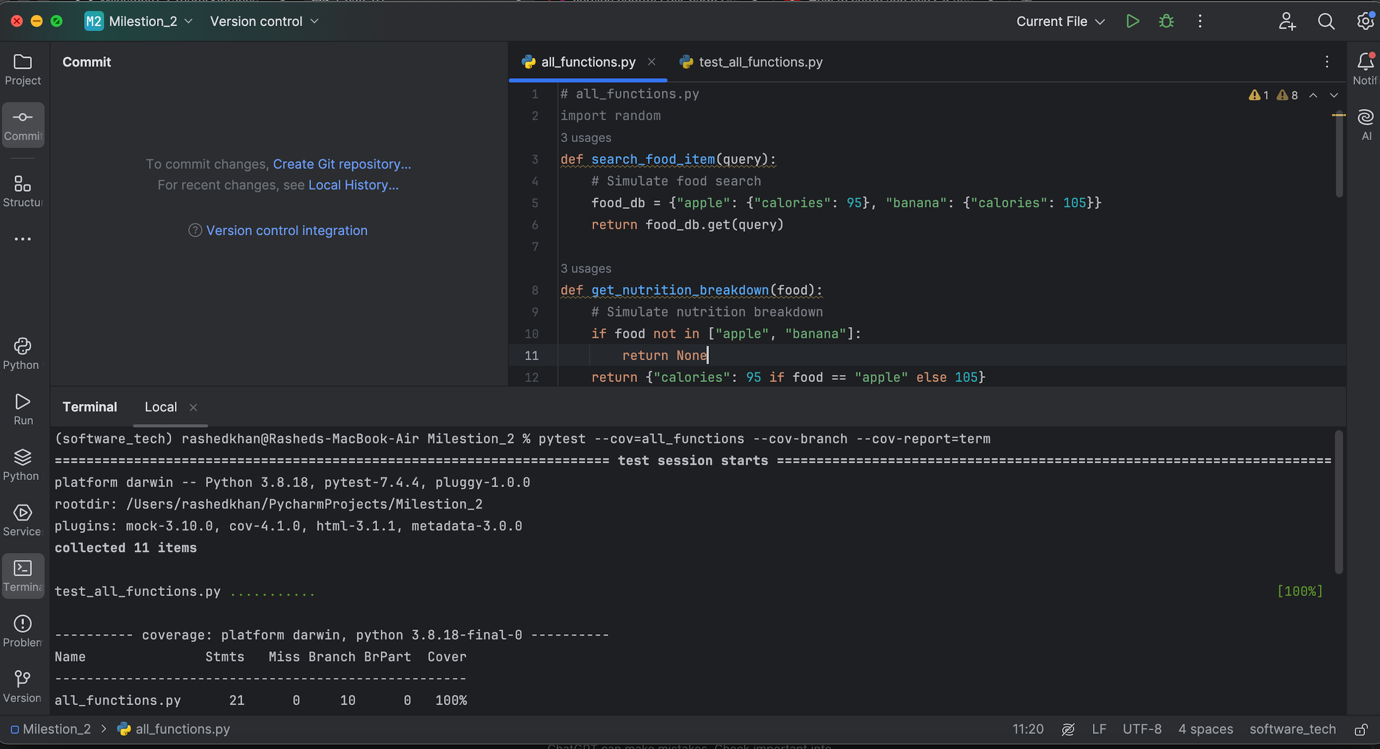 M2 Milestion_2 Version control Current File
Project
Commit
Structu
Python
Run
Python
Service
Termina
Problen
Version
Commit
To commit changes, Create Git repository...
For recent changes, see Local History...
? Version control integration
all_functions.py × test_all_functions.py
1 # all_functions.py
2 import random
3 usages
3 def search_food_item(query):
4 # Simulate food search
5 food_db = {"apple": {"calories": 95}, "banana": {"calories": 105}}
6 return food_db.get(query)
7
3 usages
8 def get_nutrition_breakdown(food):
9 # Simulate nutrition breakdown
10 if food not in ["apple", "banana"]:
11 return None
12 return {"calories": 95 if food == "apple" else 105}
1 8
Notif
AI
Terminal Local ×
(software_tech) rashedkhan@Rasheds-MacBook-Air Milestion_2 % pytest --cov=all_functions --cov-branch --cov-report=term
====================================================================== test session starts ======================================================================
platform darwin -- Python 3.8.18, pytest-7.4.4, pluggy-1.0.0
rootdir: /Users/rashedkhan/PycharmProjects/Milestion_2
plugins: mock-3.10.0, cov-4.1.0, html-3.1.1, metadata-3.0.0
collected 11 items
test_all_functions.py ........... [100%]
---------- coverage: platform darwin, python 3.8.18-final-0 ----------
Name Stmts Miss Branch BrPart Cover
----------------------------------------------------
all_functions.py 21 0 10 0 100%
Milestion_2 > all_functions.py 11:20 LF UTF-8 4 spaces software_tech